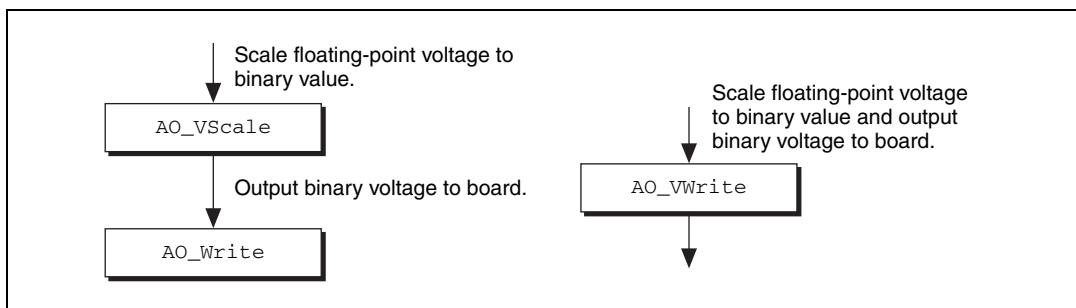 Scale floating-point voltage to
binary value.
AO_VScale
Output binary voltage to board.
AO_Write
Scale floating-point voltage
to binary value and output
binary voltage to board.
AO_VWrite